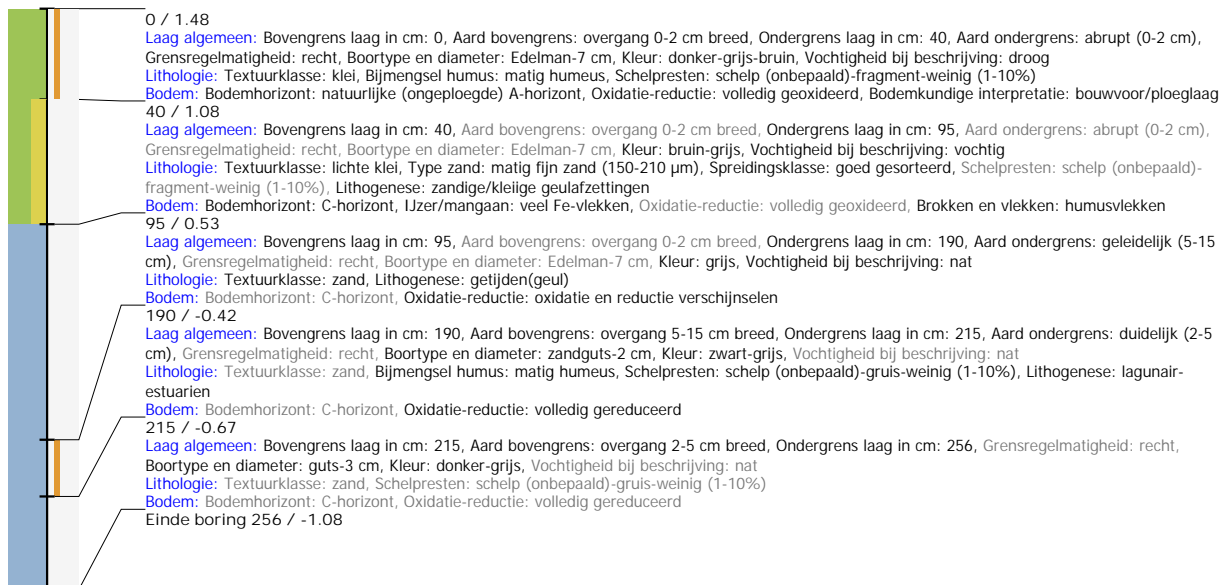 0 / 1.48
Laag algemeen: Bovengrens laag in cm: 0, Aard bovengrens: overgang 0-2 cm breed, Ondergrens laag in cm: 40, Aard ondergrens: abrupt (0-2 cm),
Grensregelmatigheid: recht, Boortype en diameter: Edelman-7 cm, Kleur: donker-grijs-bruin, Vochtigheid bij beschrijving: droog
Lithologie: Textuurklasse: klei, Bijmengsel humus: matig humeus, Schelpresten: schelp (onbepaald)-fragment-weinig (1-10%)
Bodem: Bodemhorizont: natuurlijke (ongeploegde) A-horizont, Oxidatie-reductie: volledig geoxideerd, Bodemkundige interpretatie: bouwvoor/ploeglaag
40 / 1.08
Laag algemeen: Bovengrens laag in cm: 40, Aard bovengrens: overgang 0-2 cm breed, Ondergrens laag in cm: 95, Aard ondergrens: abrupt (0-2 cm),
Grensregelmatigheid: recht, Boortype en diameter: Edelman-7 cm, Kleur: bruin-grijs, Vochtigheid bij beschrijving: vochtig
Lithologie: Textuurklasse: lichte klei, Type zand: matig fijn zand (150-210 µm), Spreidingsklasse: goed gesorteerd, Schelpresten: schelp (onbepaald)-
fragment-weinig (1-10%), Lithogenese: zandige/kleiige geulafzettingen
Bodem: Bodemhorizont: C-horizont, IJzer/mangaan: veel Fe-vlekken, Oxidatie-reductie: volledig geoxideerd, Brokken en vlekken: humusvlekken
95 / 0.53
Laag algemeen: Bovengrens laag in cm: 95, Aard bovengrens: overgang 0-2 cm breed, Ondergrens laag in cm: 190, Aard ondergrens: geleidelijk (5-15
cm), Grensregelmatigheid: recht, Boortype en diameter: Edelman-7 cm, Kleur: grijs, Vochtigheid bij beschrijving: nat
Lithologie: Textuurklasse: zand, Lithogenese: getijden(geul)
Bodem: Bodemhorizont: C-horizont, Oxidatie-reductie: oxidatie en reductie verschijnselen
190 / -0.42
Laag algemeen: Bovengrens laag in cm: 190, Aard bovengrens: overgang 5-15 cm breed, Ondergrens laag in cm: 215, Aard ondergrens: duidelijk (2-5
cm), Grensregelmatigheid: recht, Boortype en diameter: zandguts-2 cm, Kleur: zwart-grijs, Vochtigheid bij beschrijving: nat
Lithologie: Textuurklasse: zand, Bijmengsel humus: matig humeus, Schelpresten: schelp (onbepaald)-gruis-weinig (1-10%), Lithogenese: lagunair-
estuarien
Bodem: Bodemhorizont: C-horizont, Oxidatie-reductie: volledig gereduceerd
215 / -0.67
Laag algemeen: Bovengrens laag in cm: 215, Aard bovengrens: overgang 2-5 cm breed, Ondergrens laag in cm: 256, Grensregelmatigheid: recht,
Boortype en diameter: guts-3 cm, Kleur: donker-grijs, Vochtigheid bij beschrijving: nat
Lithologie: Textuurklasse: zand, Schelpresten: schelp (onbepaald)-gruis-weinig (1-10%)
Bodem: Bodemhorizont: C-horizont, Oxidatie-reductie: volledig gereduceerd
Einde boring 256 / -1.08